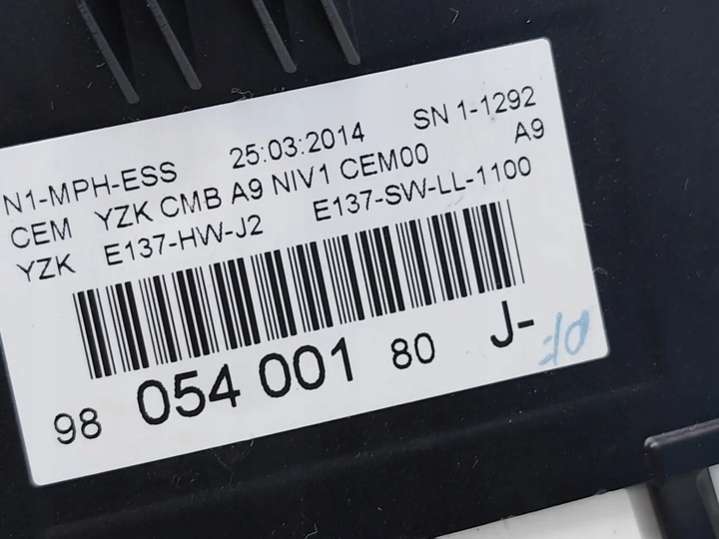 N1-MPH-ESS 25:03:2014 SN 1-1292
CEM YZK CMB A9 NIV1 CEM00 A9
YZK E137-HW-J2 E137-SW-LL-1100
98 054 001 80 J-